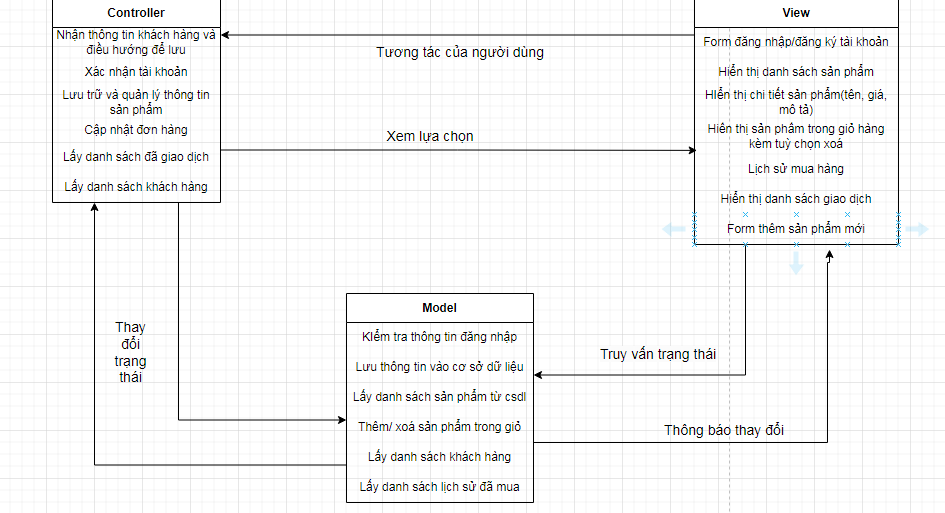 Controller
Nhận thông tin khách hàng và
điều hướng để lưu
Xác nhận tài khoản
Lưu trữ và quản lý thông tin
sản phẩm
Cập nhật đơn hàng
Lấy danh sách đã giao dịch
Lấy danh sách khách hàng
Tương tác của người dùng
Xem lựa chọn
View
Form đăng nhập/đăng ký tài khoản
Hiển thị danh sách sản phẩm
HIển thị chi tiết sản phẩm(tên, giá,
mô tả)
Hiển thị sản phẩm trong giỏ hàng
kèm tuỳ chọn xoá
Lịch sử mua hàng
Hiển thị danh sách giao dịch
Form thêm sản phẩm mới
Thay
đổi
trạng
thái
Model
KIểm tra thông tin đăng nhập
Lưu thông tin vào cơ sở dữ liệu
Lấy danh sách sản phẩm từ csdl
Thêm/ xoá sản phẩm trong giỏ
Lấy danh sách khách hàng
Lấy danh sách lịch sử đã mua
Truy vấn trạng thái
Thông báo thay đổi